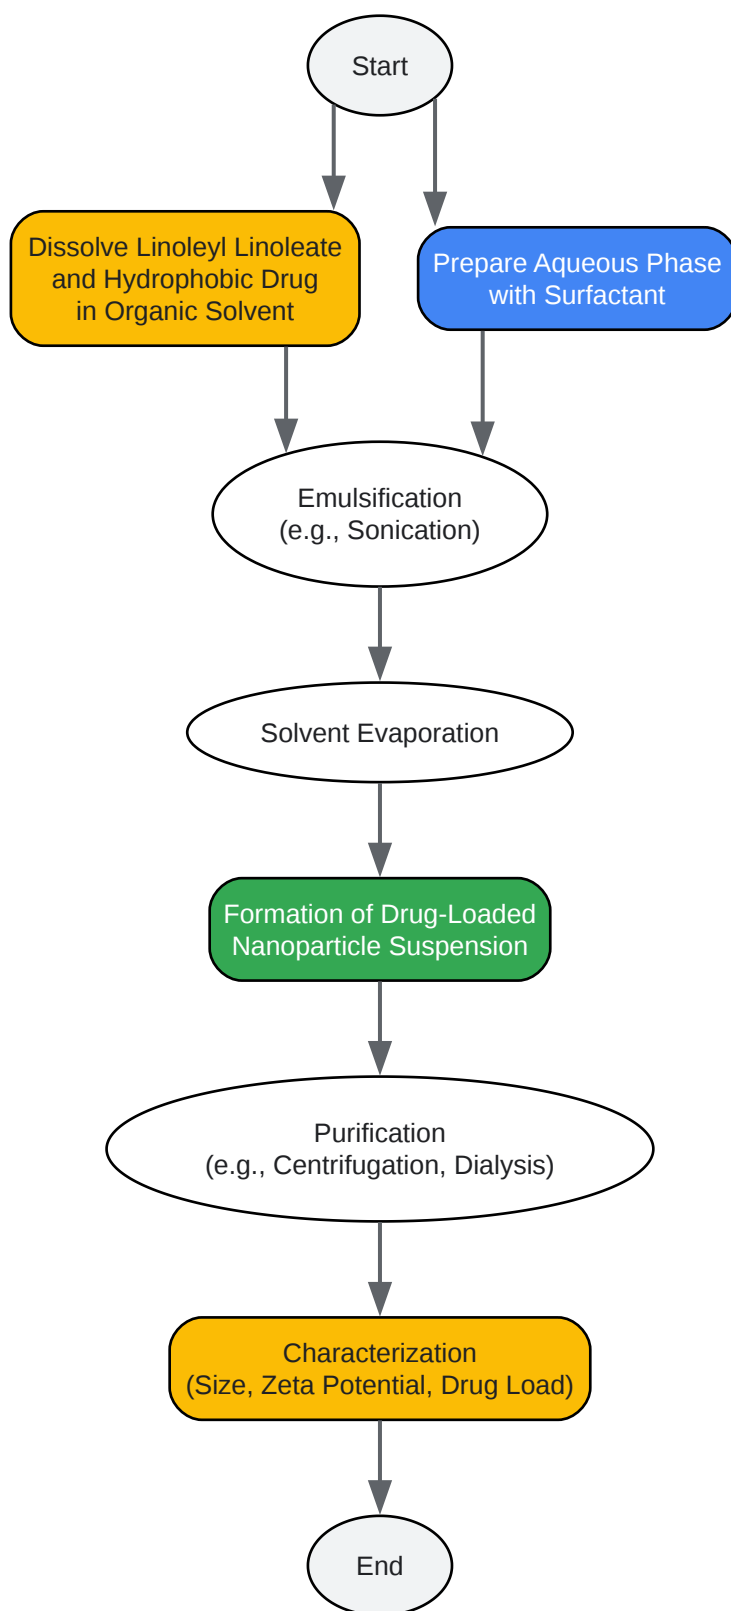 Start
Dissolve Linoleyl Linoleate
and Hydrophobic Drug
in Organic Solvent
Prepare Aqueous Phase
with Surfactant
Emulsification
(e.g., Sonication)
Solvent Evaporation
Formation of Drug-Loaded
Nanoparticle Suspension
Purification
(e.g., Centrifugation, Dialysis)
Characterization
(Size, Zeta Potential, Drug Load)
End